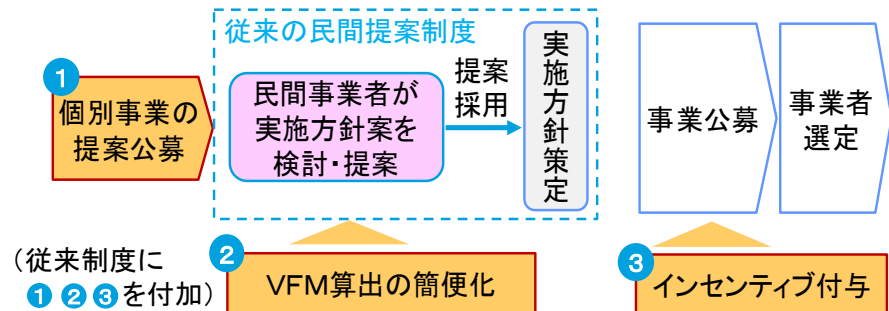 従来の民間提案制度
1
個別事業の
提案公募
民間事業者が
実施方針案を
検討・提案
提案
採用
実施方針策定
事業公募
事業者
選定
（従来制度に
1 2 3 を付加）
2
VFM算出の簡便化
3
インセンティブ付与